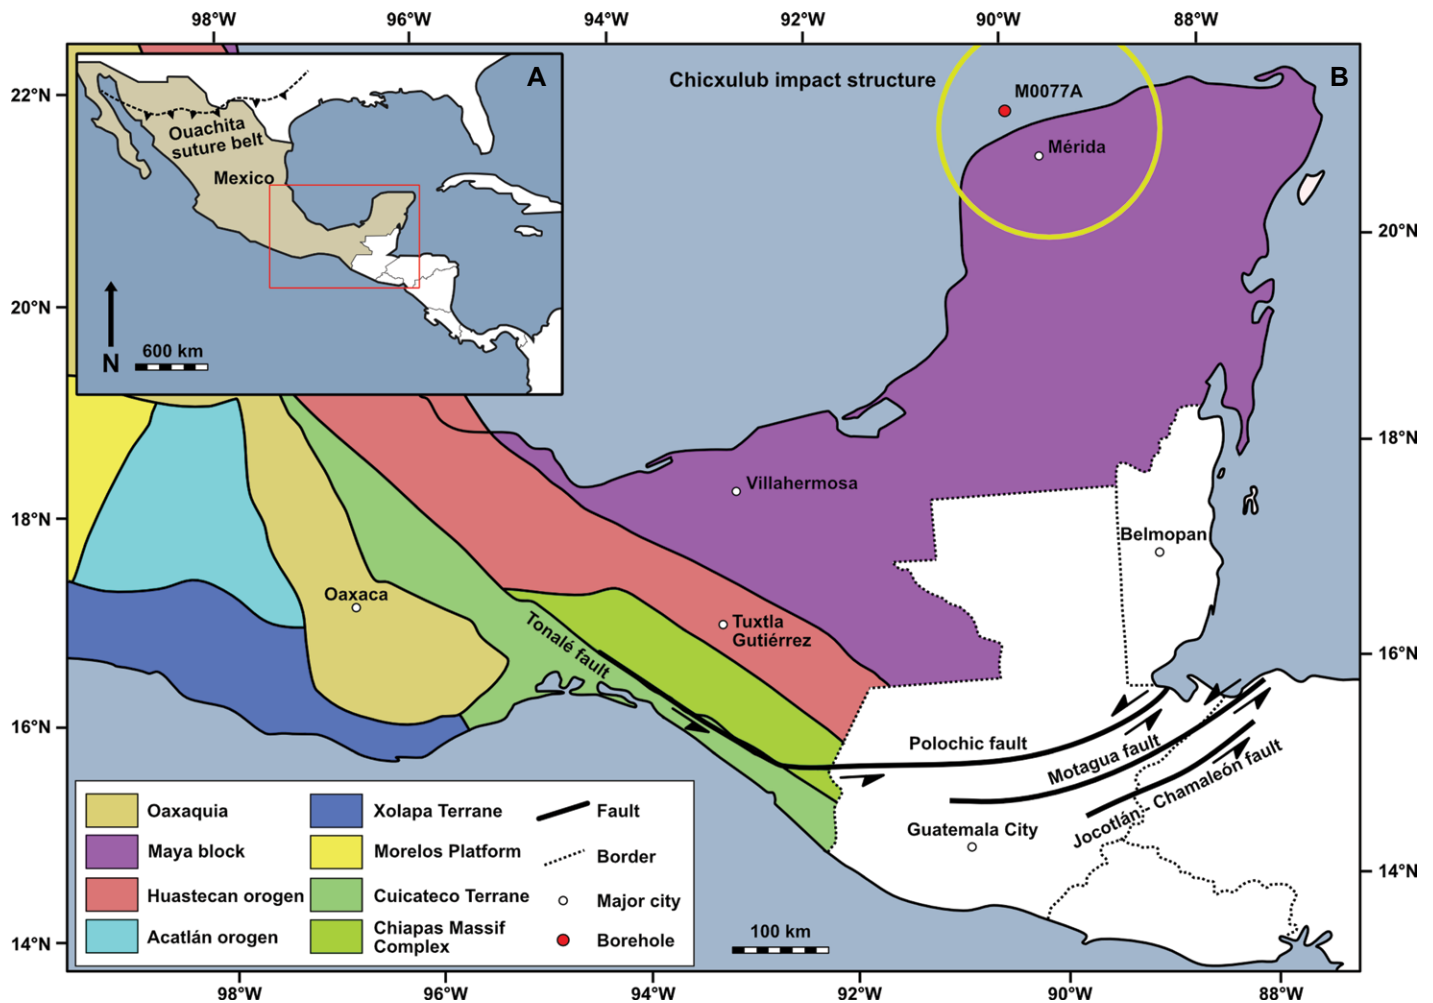 98°W 96°W 94°W 92°W 90°W 88°W
A
B
Chicxulub impact structure
M0077A
22°N
Mérida
Ouachita
suture belt
Mexico
20°N
20°N
N
600 km
18°N
Villahermosa
18°N
Belmopan
Oaxaca
Tonalé fault
Tuxtla
Gutiérrez
16°N
16°N
Polochic fault
Motagua fault
Jocotlán - Chamaleón fault
Guatemala City
14°N
Oaxaquia
Maya block
Huastecan orogen
Acatlán orogen
Xolapa Terrane
Morelos Platform
Cuicateco Terrane
Chiapas Massif
Complex
Fault
Border
Major city
Borehole
100 km
14°N
98°W 96°W 94°W 92°W 90°W 88°W